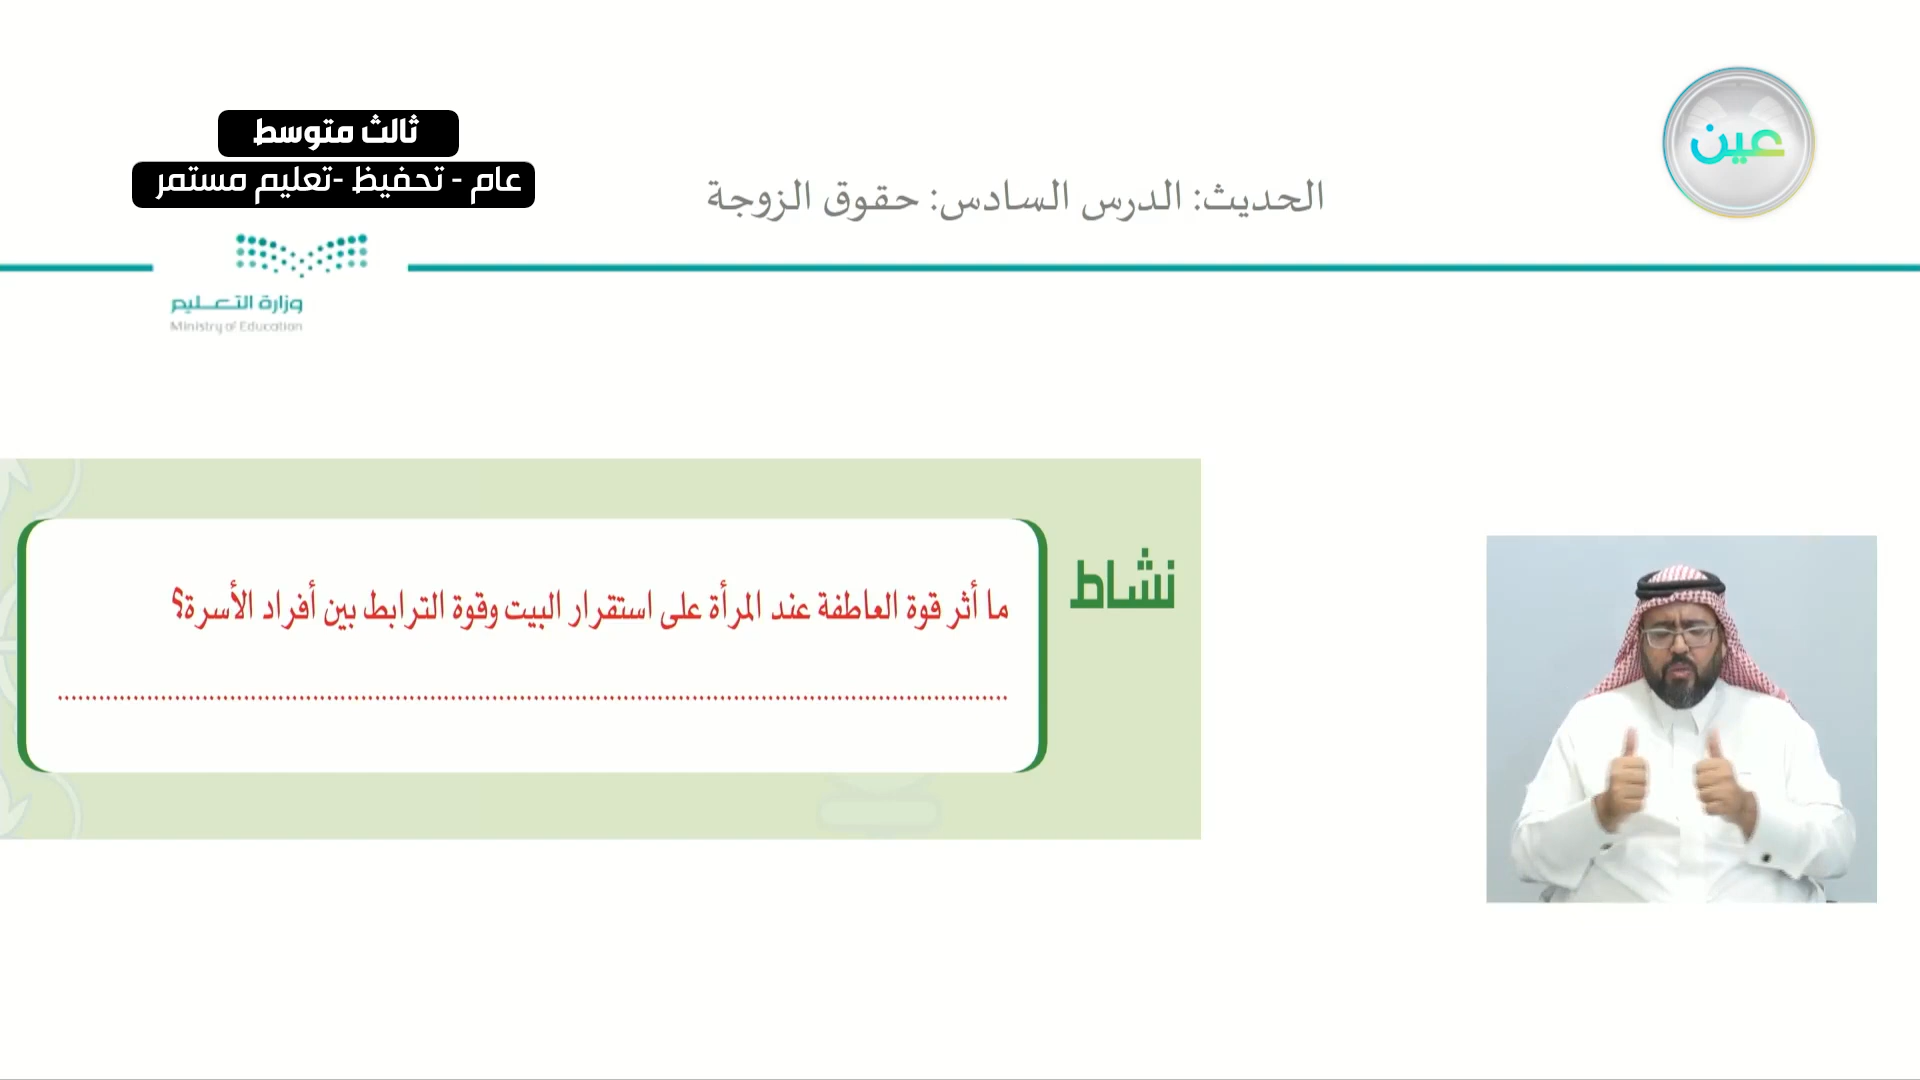 ثالث متوسط
عام - تحفيظ -تعليم مستمر
عين
الحديث: الدرس السادس: حقوق الزوجة
وزارة التعليم
Ministry of Education
نشاط
ما أثر قوة العاطفة عند المرأة على استقرار البيت وقوة الترابط بين أفراد الأسرة؟